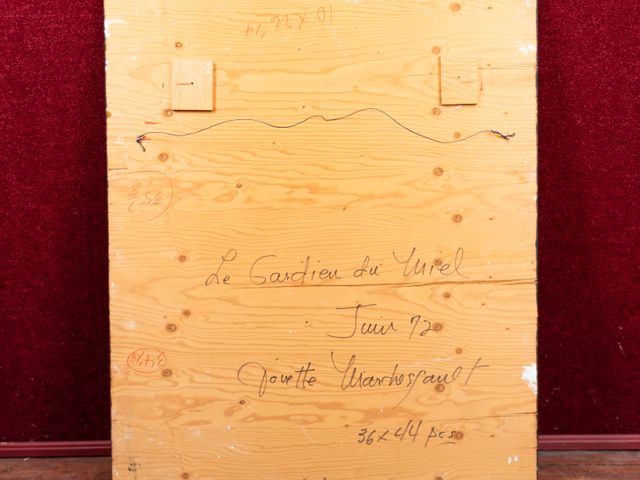 Le Gardien du Miel
Juin 72
Jovette Marchessault
36 x 44 pcs